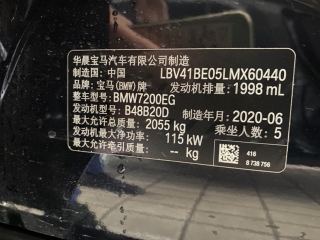 华晨宝马汽车有限公司制造
制造国：中国 LBV41BE05LMX60440
品牌：宝马(BMW)牌 发动机排量：1998 mL
整车型号：BMW7200EG
发动机型号：B48B20D 制造年月：2020-06
最大允许总质量：2055 kg 乘坐人数：5
发动机最大净功率：115 kW
最大允许牵引质量：-- kg
416
8 738 756